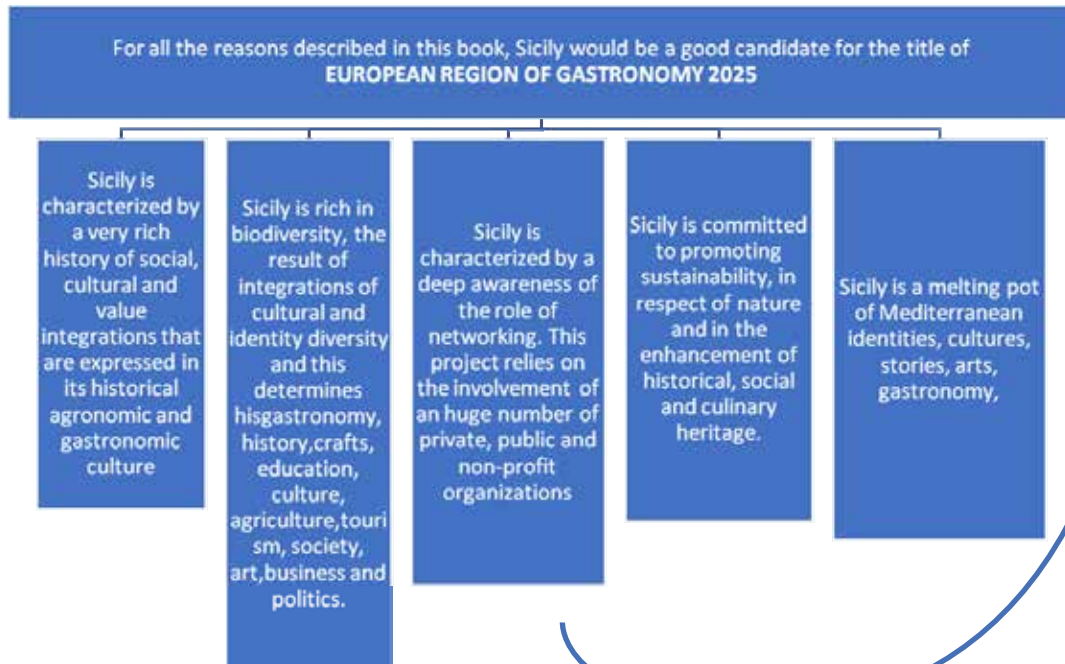 For all the reasons described in this book, Sicily would be a good candidate for the title of
EUROPEAN REGION OF GASTRONOMY 2025
Sicily is
characterized by
a very rich
history of social,
cultural and
value
integrations that
are expressed in
its historical
agronomic and
gastronomic
culture
Sicily is rich in
biodiversity, the
result of
integrations of
cultural and
identity diversity
and this
determines
hisgastronomy,
history,crafts,
education,
culture,
agriculture,touri
sm, society,
art,business and
politics.
Sicily is
characterized by a
deep awareness of
the role of
networking. This
project relies on
the involvement of
an huge number of
private, public and
non-profit
organizations
Sicily is committed
to promoting
sustainability, in
respect of nature
and in the
enhancement of
historical, social
and culinary
heritage.
Sicily is a melting pot
of Mediterranean
identities, cultures,
stories, arts,
gastronomy,